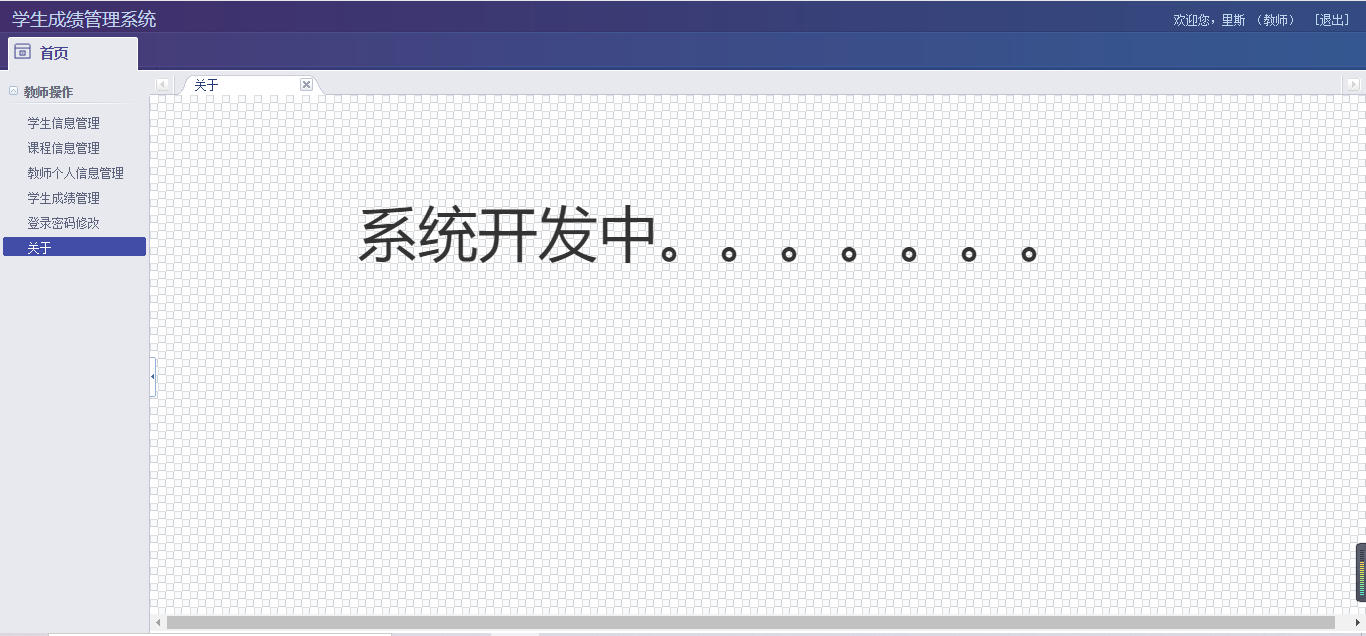 学生成绩管理系统
欢迎您，里斯 （教师） [退出]
首页
教师操作
关于
学生信息管理
课程信息管理
教师个人信息管理
学生成绩管理
登录密码修改
关于
系统开发中。。。。。。。